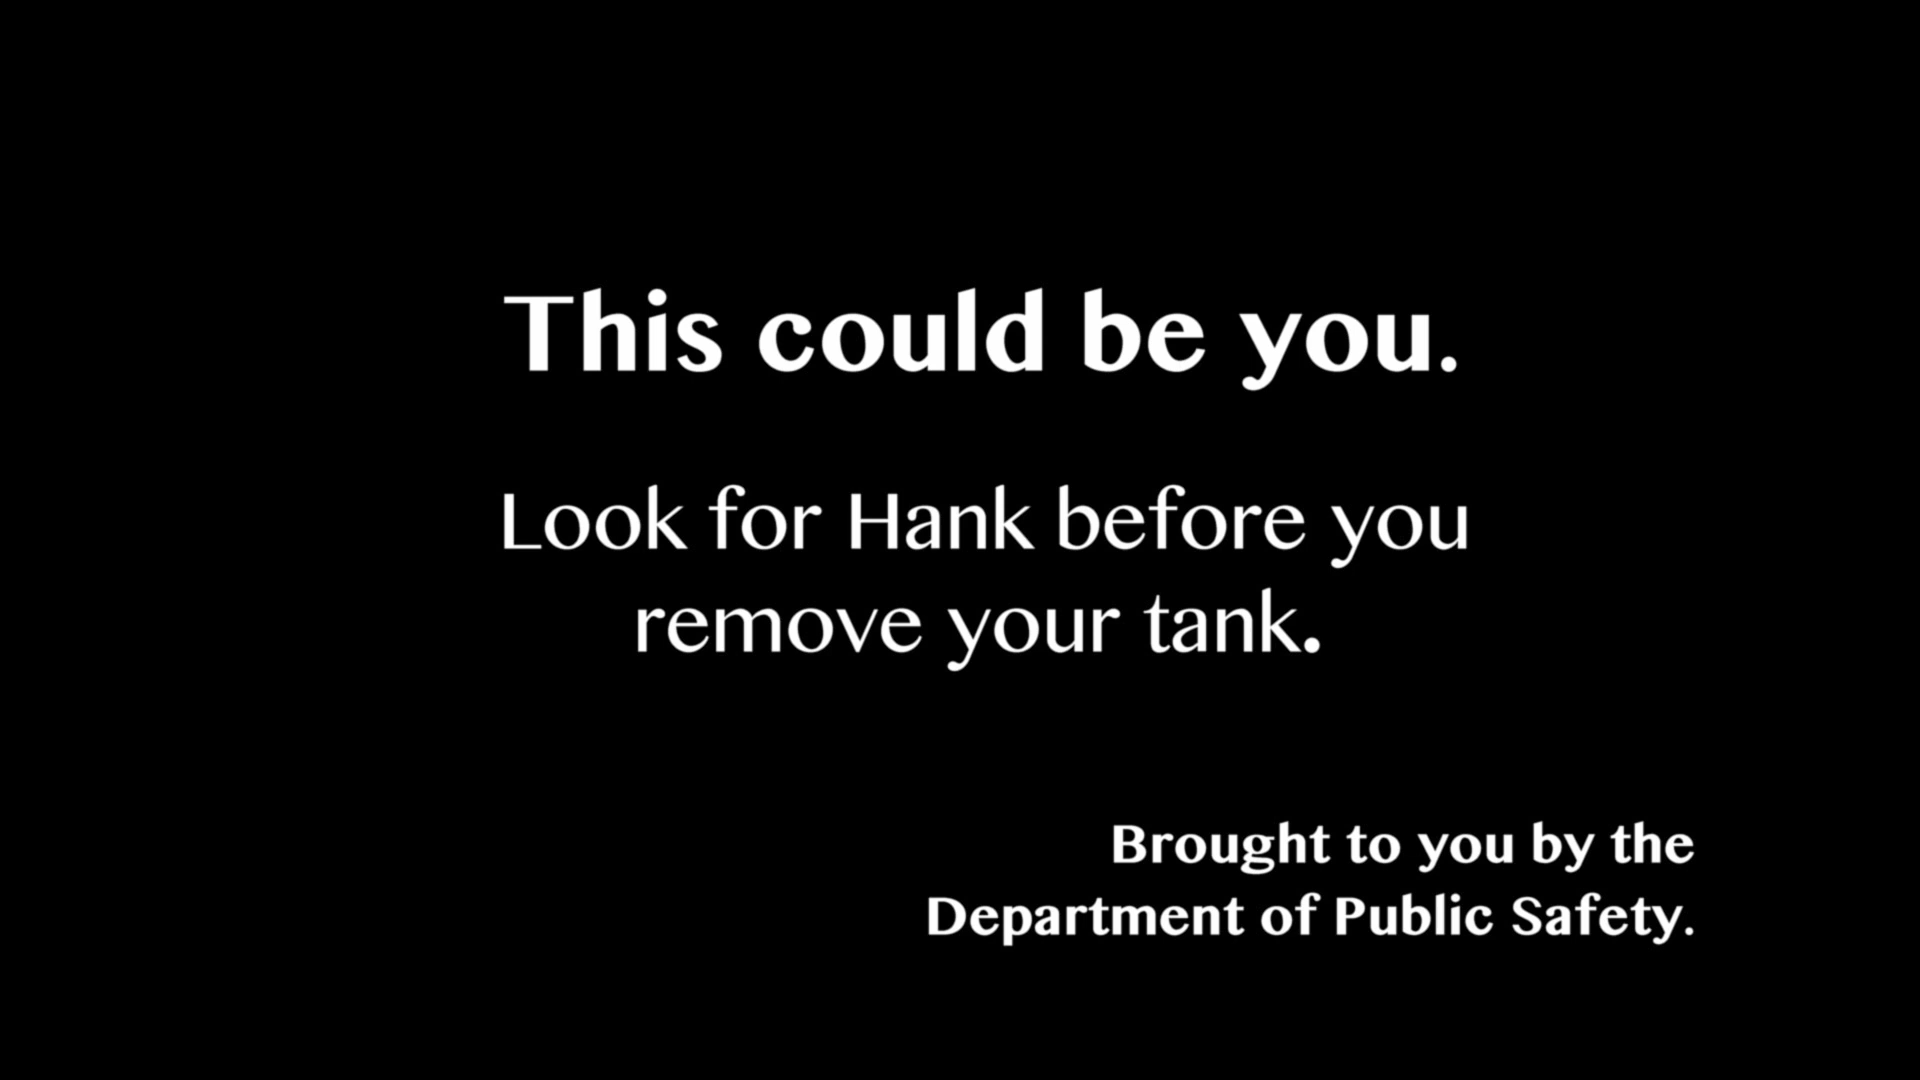 This could be you.
Look for Hank before you
remove your tank.
Brought to you by the
Department of Public Safety.